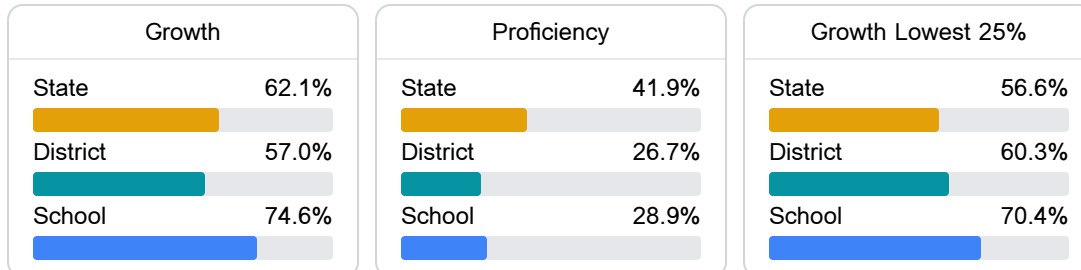 Growth
State 62.1%
District 57.0%
School 74.6%
Proficiency
State 41.9%
District 26.7%
School 28.9%
Growth Lowest 25%
State 56.6%
District 60.3%
School 70.4%